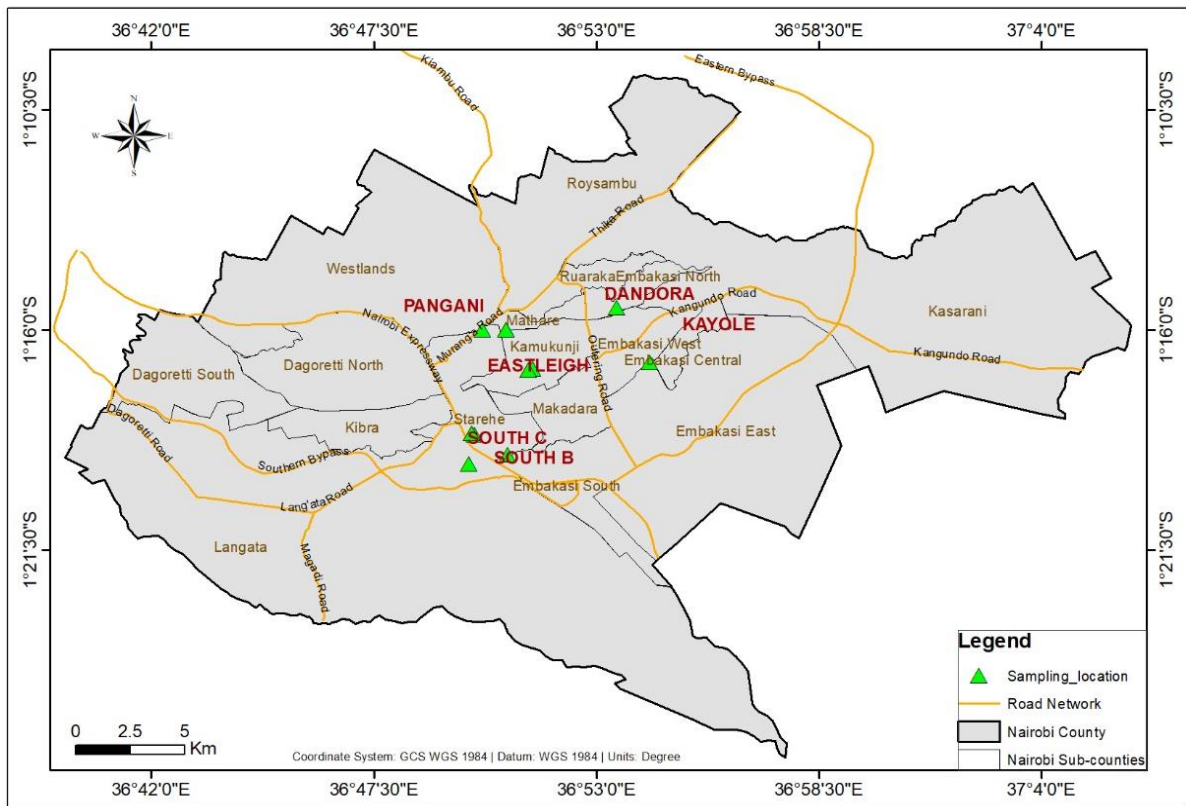 36°42'0"E 36°47'30"E 36°53'0"E 36°58'30"E 37°4'0"E
1°10'30"S
1°16'0"S
1°21'30"S
1°10'30"S
1°16'0"S
1°21'30"S
N
W E
S
Kiambu Road
Eastern Bypass
Roysambu
Thika Road
Westlands
Ruaraka
Embakasi North
DANDORA
Kangundo Road
PANGANI
Kasarani
Mathare
KAYOLE
Nairobi Expressway
Muranga Road
Kamukunji
Embakasi West
Kangundo Road
Dagoretti North
EASTLEIGH
Outering Road
Embakasi Central
Dagoretti South
Makadara
Dagoretti Road
Starehe
Kibra
Embakasi East
SOUTH C
Southern Bypass
SOUTH B
Embakasi South
Lang'ata Road
Langata
Magadi Road
Legend
Sampling_location
Road Network
Nairobi County
Nairobi Sub-counties
0 2.5 5
Km
Coordinate System: GCS WGS 1984 | Datum: WGS 1984 | Units: Degree